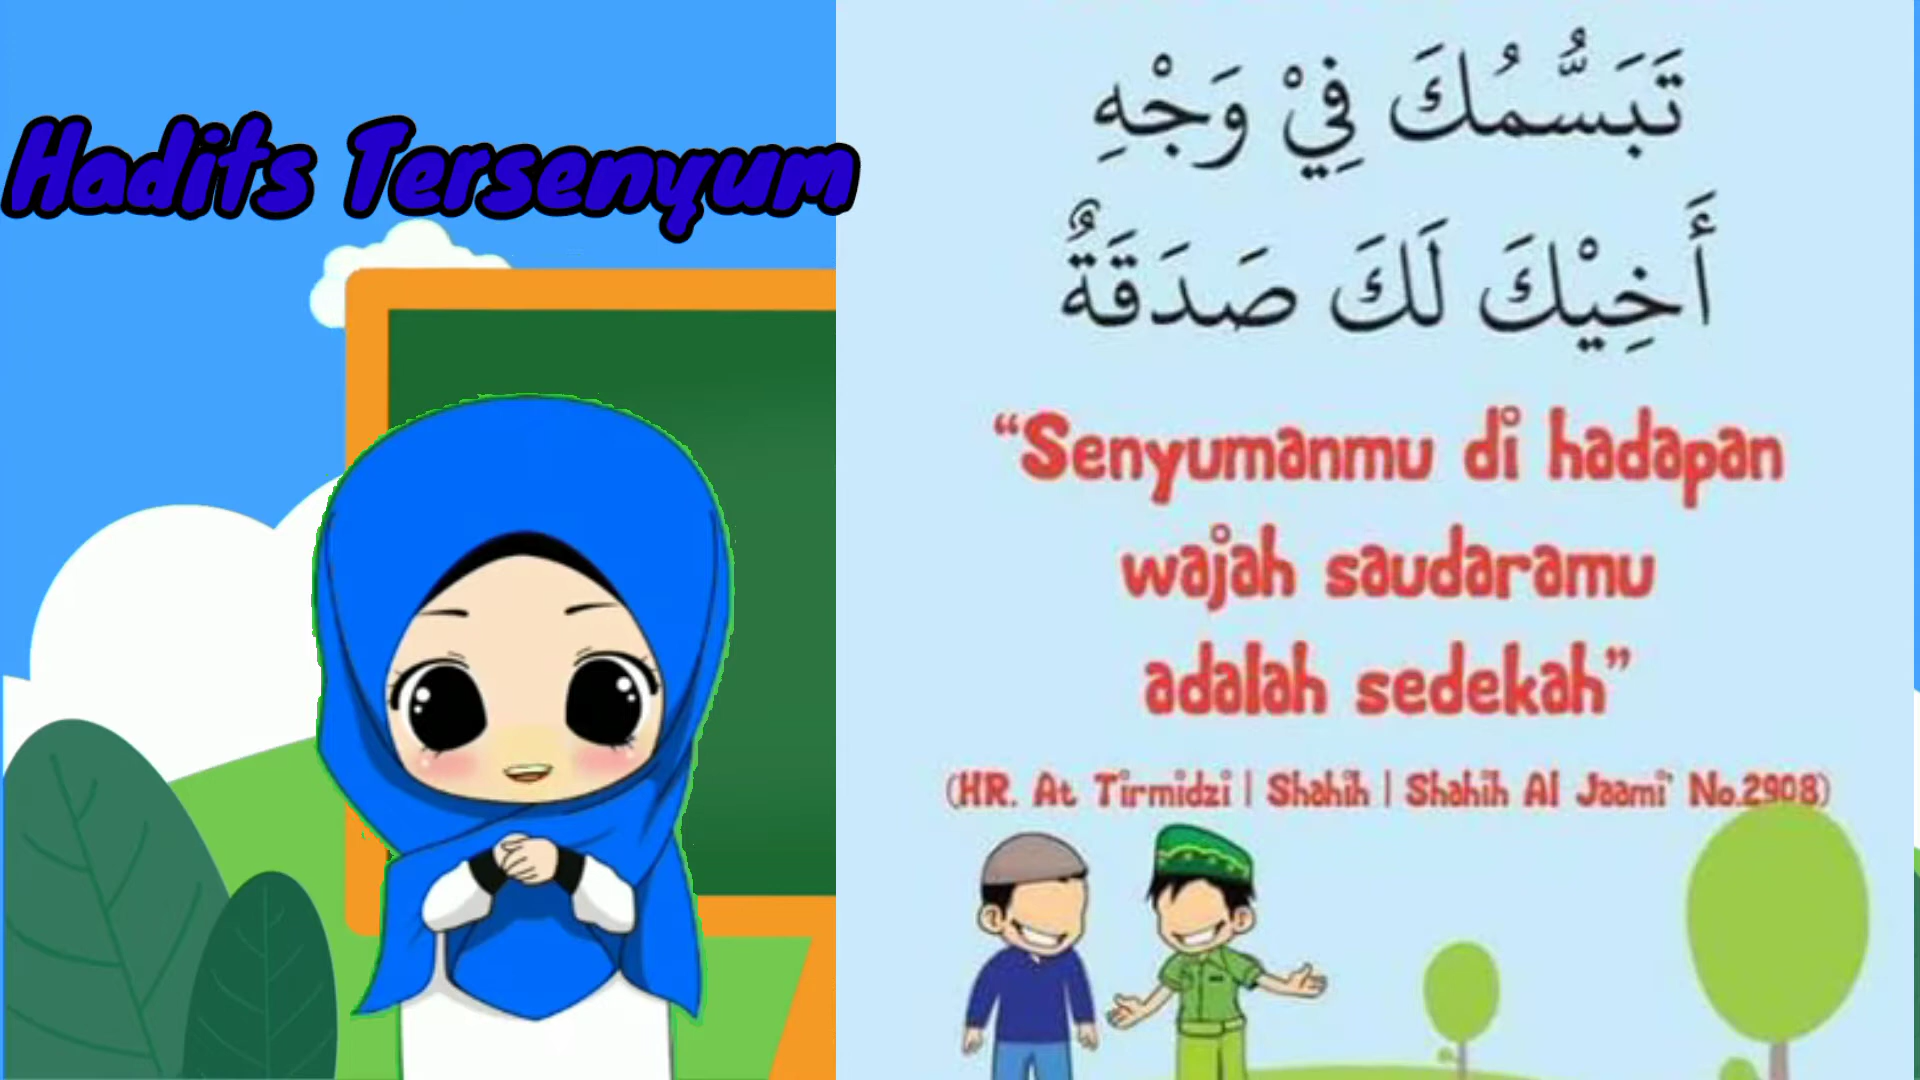 Hadits Tersenyum
تَبَسُّمُكَ فِيْ وَجْهِ
أَخِيْكَ لَكَ صَدَقَةٌ
“Senyumanmu di hadapan
wajah saudaramu
adalah sedekah”
(HR. At Tirmidzi | Shahih | Shahih Al Jaami' No.2908)